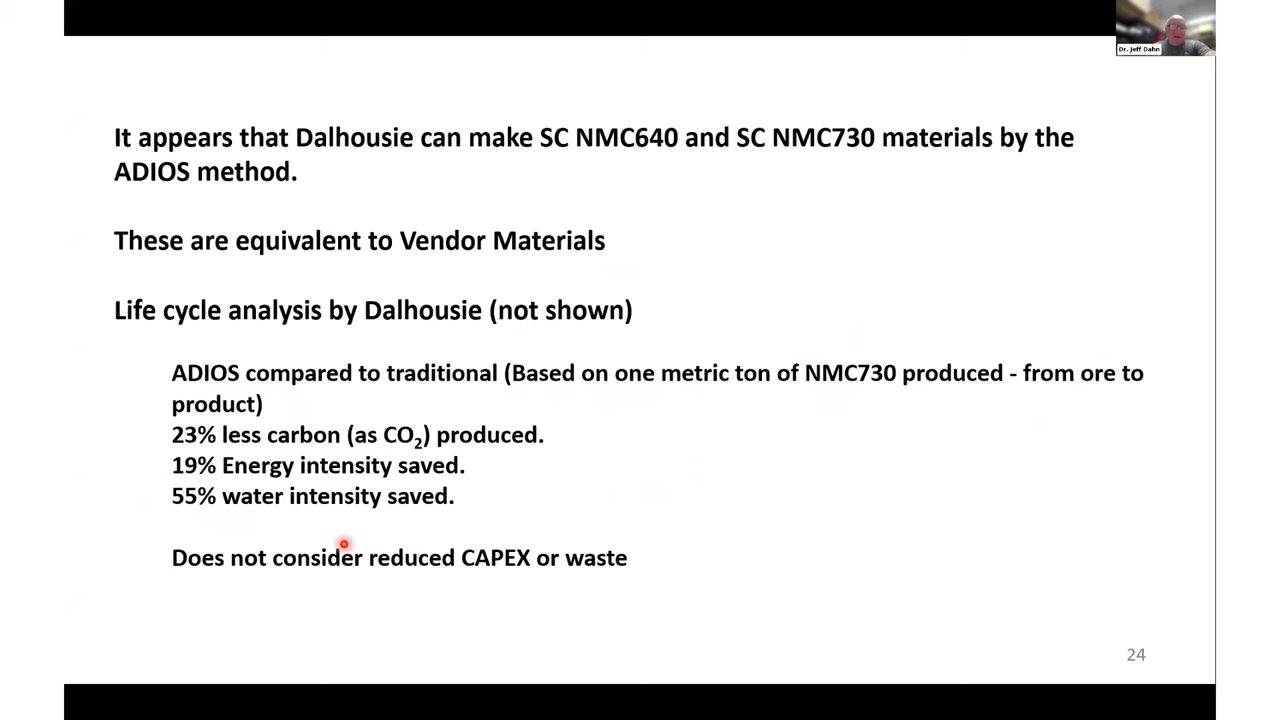 Dr. Jeff Dahn
It appears that Dalhousie can make SC NMC640 and SC NMC730 materials by the
ADIOS method.
These are equivalent to Vendor Materials
Life cycle analysis by Dalhousie (not shown)
ADIOS compared to traditional (Based on one metric ton of NMC730 produced - from ore to
product)
23% less carbon (as CO₂) produced.
19% Energy intensity saved.
55% water intensity saved.
Does not consider reduced CAPEX or waste
24